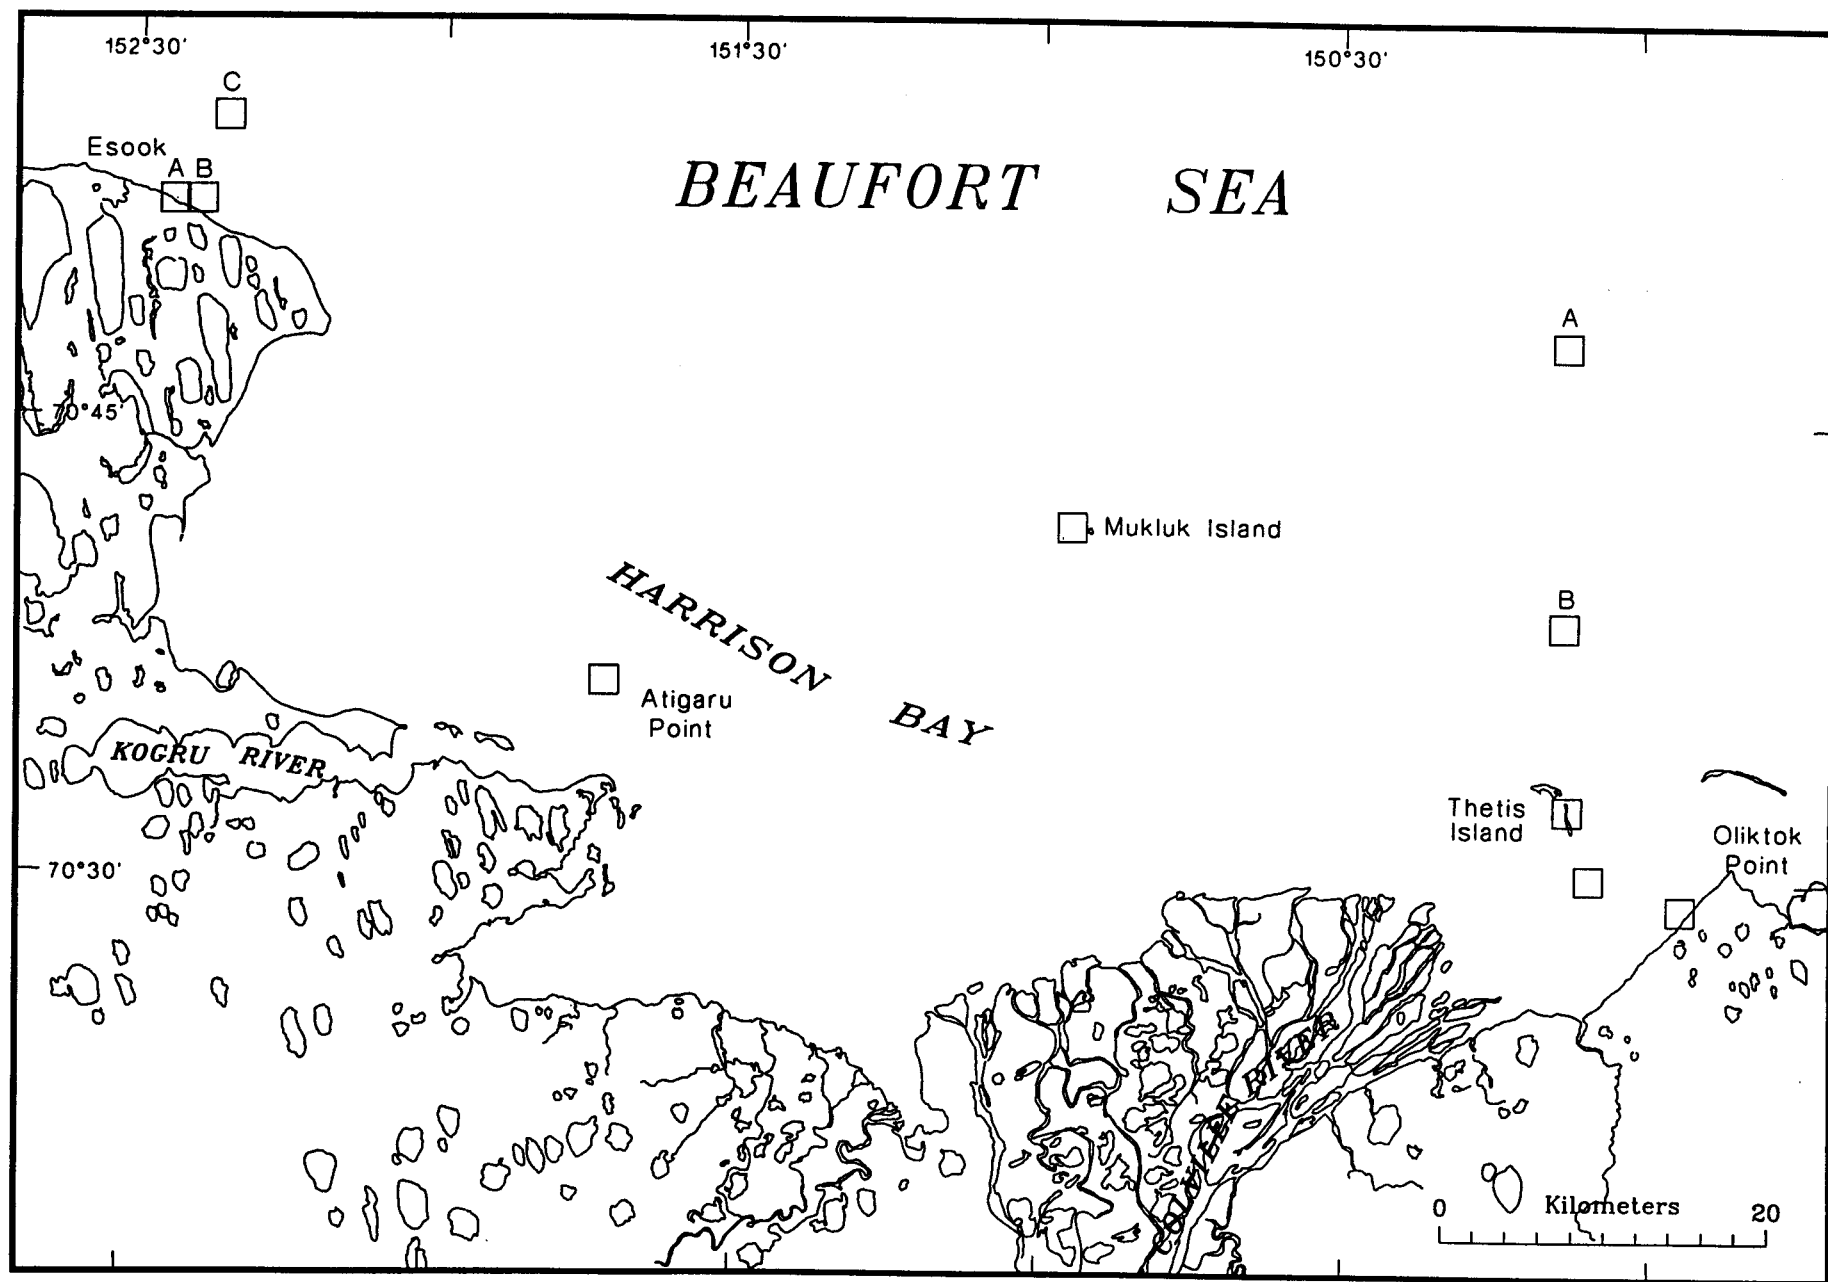 152°30'
151°30'
150°30'
C
Esook
A B
BEAUFORT SEA
A
70°45'
Mukluk Island
HARRISON BAY
B
Atigaru
Point
KOGRU RIVER
Thetis
Island
Oliktok
Point
70°30'
COLVILLE RIVER
0 Kilometers 20